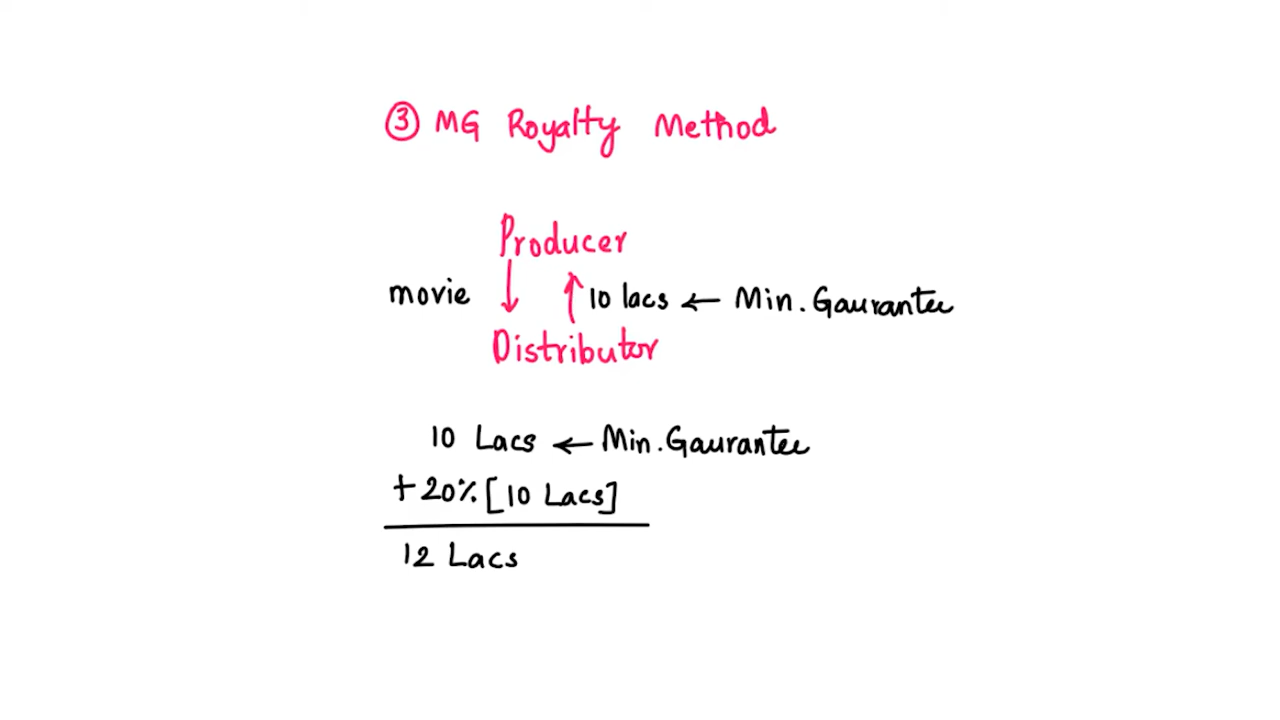 ③ MG Royalty Method
Producer
movie 10 lacs ← Min. Gaurantee
Distributor
10 Lacs ← Min. Gaurantee
+ 20% [10 Lacs]
12 Lacs